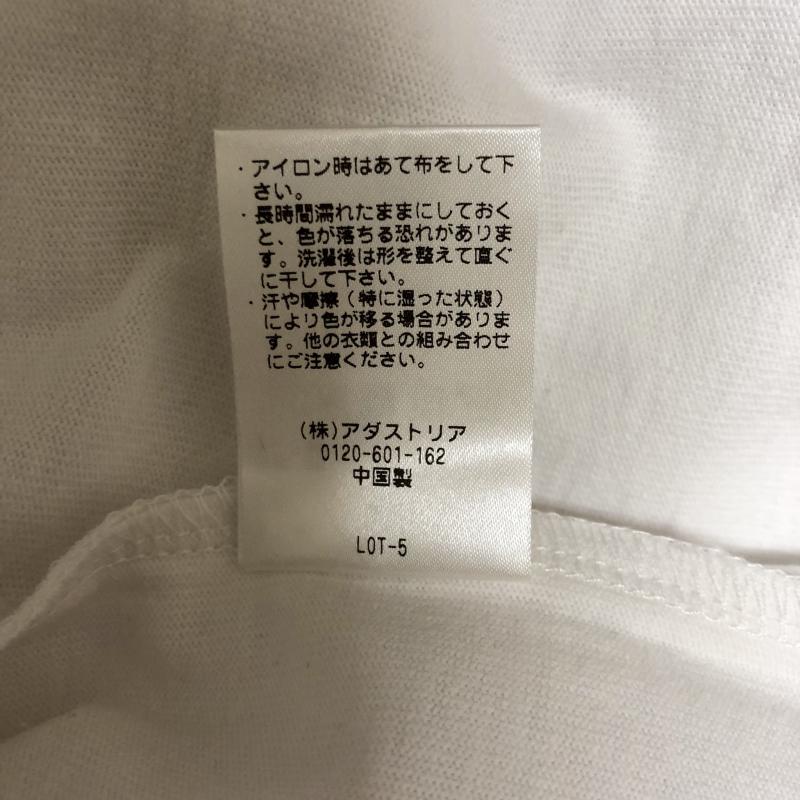 ・アイロン時はあて布をして下
さい。
・長時間濡れたままにしておく
と、色が落ちる恐れがありま
す。洗濯後は形を整えて直ぐ
に干して下さい。
・汗や摩擦(特に湿った状態)
により色が移る場合がありま
す。他の衣類との組み合わせ
にご注意ください。
(株)アダストリア
0120-601-162
中国製
LOT-5